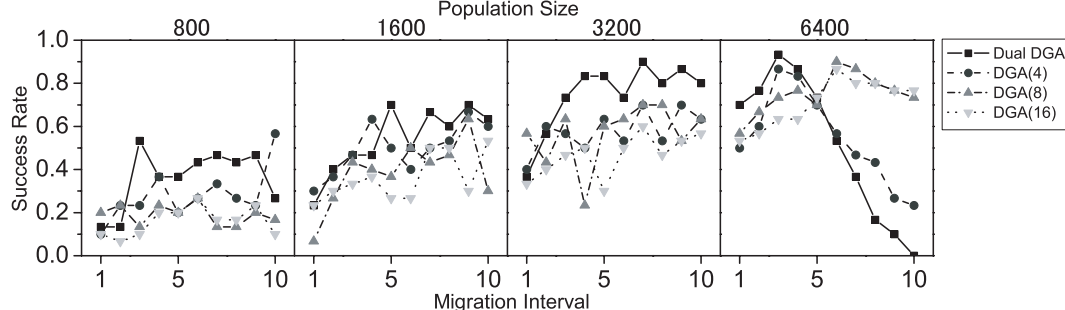 Population Size
800 1600 3200 6400
1.0
0.8
0.6
0.4
0.2
0.0
Success Rate
1 5 10 1 5 10 1 5 10 1 5 10
Migration Interval
Dual DGA
DGA(4)
DGA(8)
DGA(16)